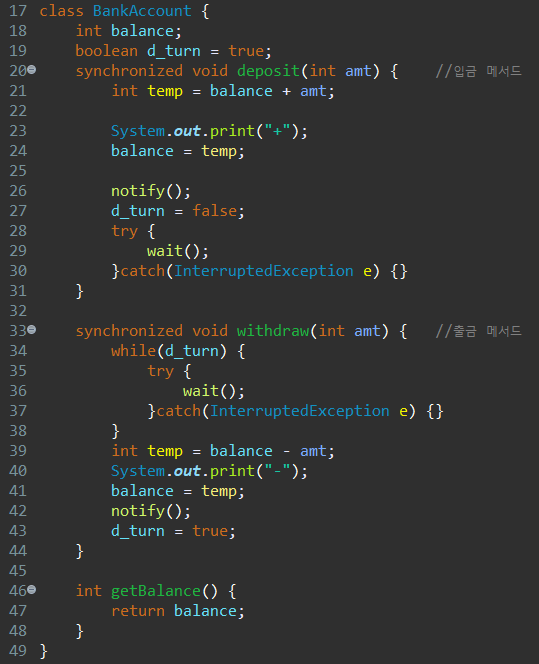 17 class BankAccount {
18     int balance;
19     boolean d_turn = true;
20     synchronized void deposit(int amt) {    //입금 메서드
21         int temp = balance + amt;
22
23         System.out.print("+");
24         balance = temp;
25
26         notify();
27         d_turn = false;
28         try {
29             wait();
30         }catch(InterruptedException e) {}
31     }
32
33     synchronized void withdraw(int amt) {   //출금 메서드
34         while(d_turn) {
35             try {
36                 wait();
37             }catch(InterruptedException e) {}
38         }
39         int temp = balance - amt;
40         System.out.print("-");
41         balance = temp;
42         notify();
43         d_turn = true;
44     }
45
46     int getBalance() {
47         return balance;
48     }
49 }